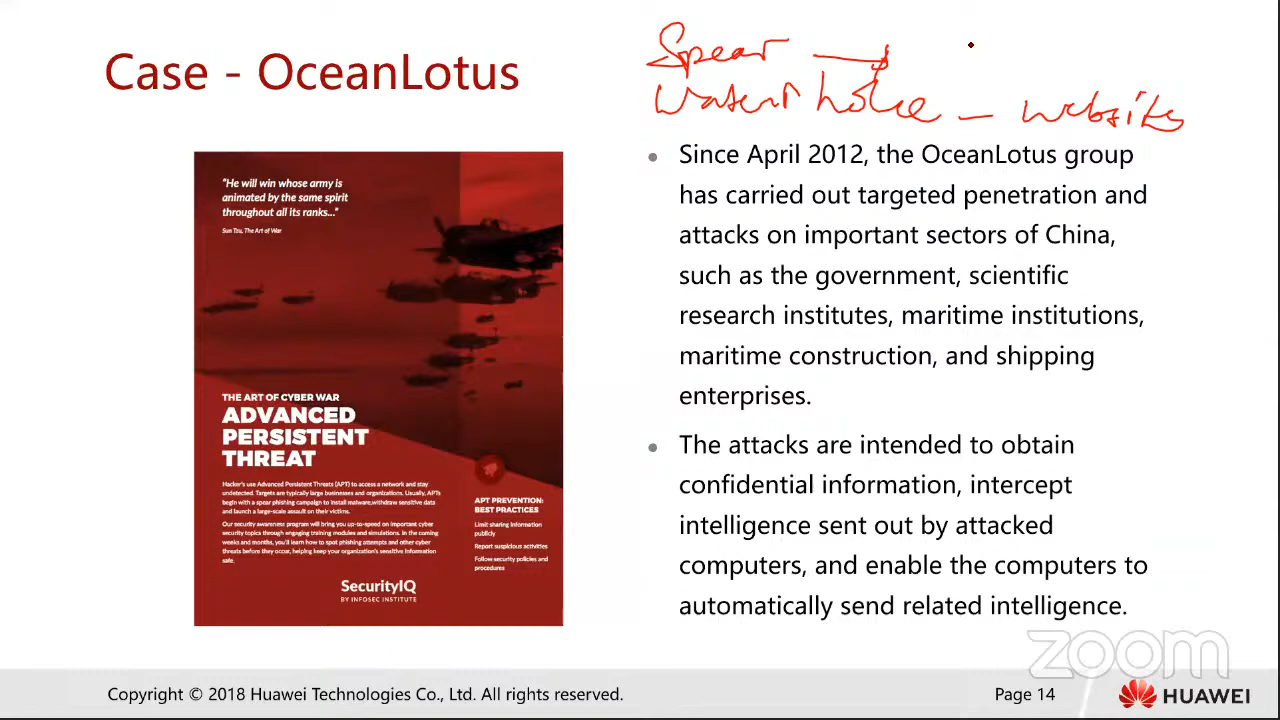 Spear
Case - OceanLotus
Water hole - website
• Since April 2012, the OceanLotus group
has carried out targeted penetration and
attacks on important sectors of China,
such as the government, scientific
research institutes, maritime institutions,
maritime construction, and shipping
enterprises.
• The attacks are intended to obtain
confidential information, intercept
intelligence sent out by attacked
computers, and enable the computers to
automatically send related intelligence.
"He will win whose army is
animated by the same spirit
throughout all its ranks..."
Sun Tzu, The Art of War
THE ART OF CYBER WAR
ADVANCED
PERSISTENT
THREAT
Hacker's use Advanced Persistent Threats (APT) to access a network and stay
undetected. Targets are typically large businesses and organizations. Usually, APTs
begin with a spear phishing campaign to install malware,withdraw sensitive data
and launch a large-scale assault on their victims.
Our security awareness program will bring you up-to-speed on important cyber
security topics through engaging training modules and simulations. In the coming
weeks and months, you'll learn how to spot phishing attempts and other cyber
threats before they occur, helping keep your organization's sensitive information
safe.
APT PREVENTION:
BEST PRACTICES
Limit sharing information
publicly
Report suspicious activities
Follow security policies and
procedures
SecurityIQ
BY INFOSEC INSTITUTE
zoom
Copyright © 2018 Huawei Technologies Co., Ltd. All rights reserved.
Page 14
HUAWEI